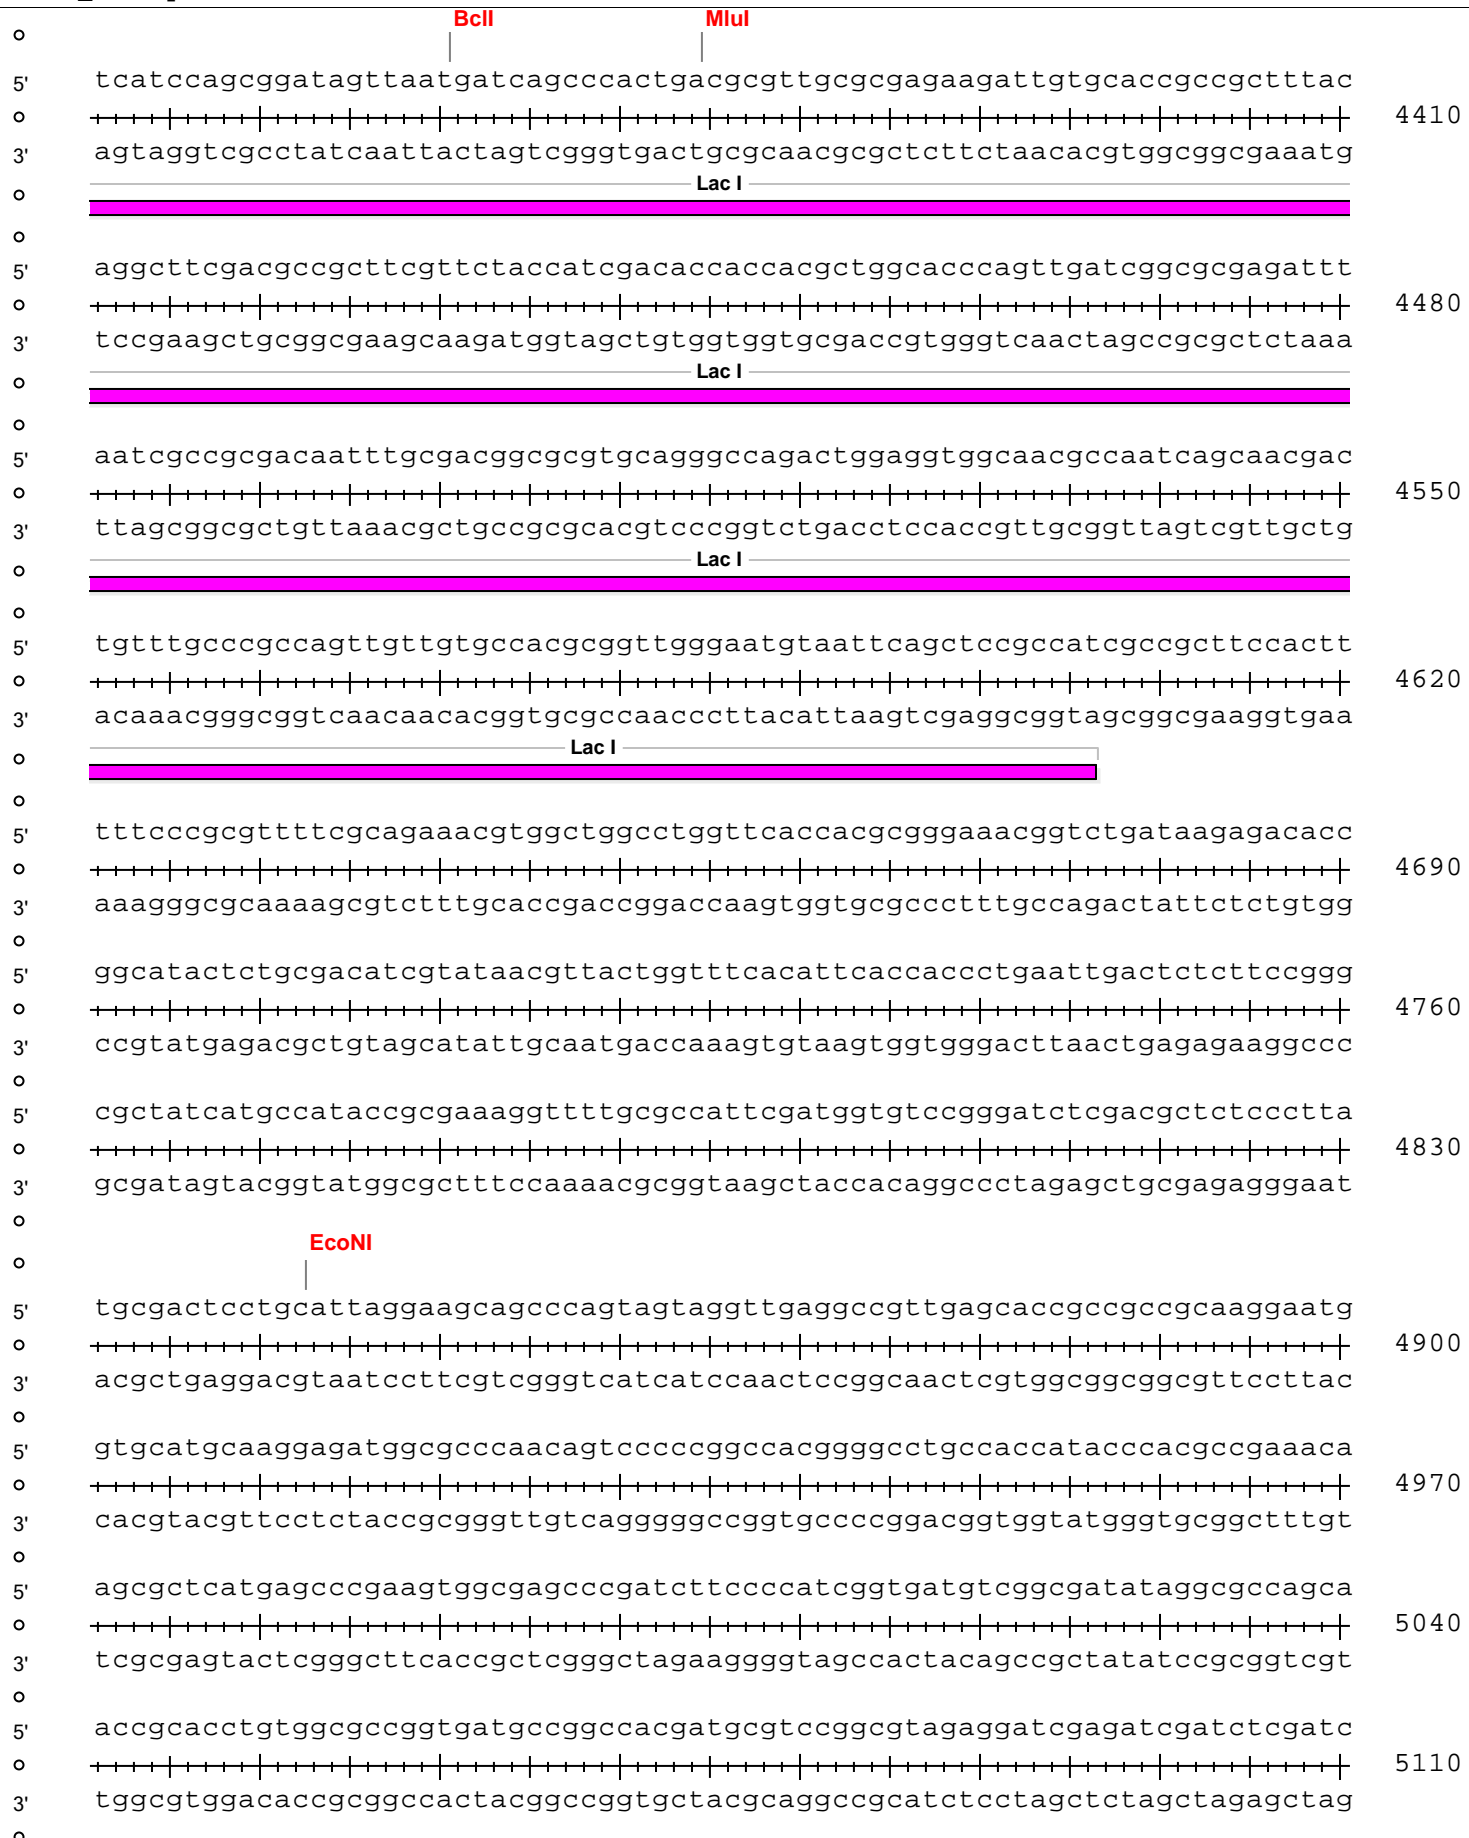 BclI MluI
5' tcatccagcggatagttaatgatcagcccactgacgcgttgcgcgagaagattgtgcaccgccgctttac
4410
3' agtaggtcgcctatcaattactagtcgggtgactgcgcaacgcgctcttctaacacgtggcggcgaaatg
Lac I
5' aggcttcgacgccgcttcgttctaccatcgacaccaccacgctggcacccagttgatcggcgcgagattt
4480
3' tccgaagctgcggcgaagcaagatggtagctgtggtggtgcgaccgtgggtcaactagccgcgctctaaa
Lac I
5' aatcgccgcgacaatttgcgacggcgcgtgcagggccagactggaggtggcaacgccaatcagcaacgac
4550
3' ttagcggcgctgttaaacgctgccgcgcacgtcccggtctgacctccaccgttgcggttagtcgttgctg
Lac I
5' tgtttgcccgccagttgttgtgccacgcggttgggaatgtaattcagctccgccatcgccgcttccactt
4620
3' acaaacgggcggtcaacaacacggtgcgccaacccttacattaagtcgaggcggtagcggcgaaggtgaa
Lac I
5' tttcccgcgttttcgcagaaacgtggctggcctggttcaccacgcgggaaacggtctgataagagacacc
4690
3' aaagggcgcaaaagcgtctttgcaccgaccggaccaagtggtgcgccctttgccagactattctctgtgg
5' ggcatactctgcgacatcgtataacgttactggtttcacattcaccaccctgaattgactctcttccggg
4760
3' ccgtatgagacgctgtagcatattgcaatgaccaaagtgtaagtggtgggacttaactgagagaaggccc
5' cgctatcatgccataccgcgaaaggttttgcgccattcgatggtgtccgggatctcgacgctctccctta
4830
3' gcgatagtacggtatggcgctttccaaaacgcggtaagctaccacaggccctagagctgcgagagggaat
EcoNI
5' tgcgactcctgcattaggaagcagcccagtagtaggttgaggccgttgagcaccgccgccgcaaggaatg
4900
3' acgctgaggacgtaatccttcgtcgggtcatcatccaactccggcaactcgtggcggcggcgttccttac
5' gtgcatgcaaggagatggcgcccaacagtcccccggccacggggcctgccaccatacccacgccgaaaca
4970
3' cacgtacgttcctctaccgcgggttgtcagggggccggtgccccggacggtggtatgggtgcggctttgt
5' agcgctcatgagcccgaagtggcgagcccgatcttccccatcggtgatgtcggcgatataggcgccagca
5040
3' tcgcgagtactcgggcttcaccgctcgggctagaaggggtagccactacagccgctatatccgcggtcgt
5' accgcacctgtggcgccggtgatgccggccacgatgcgtccggcgtagaggatcgagatcgatctcgatc
5110
3' tggcgtggacaccgcggccactacggccggtgctacgcaggccgcatctcctagctctagctagagctag